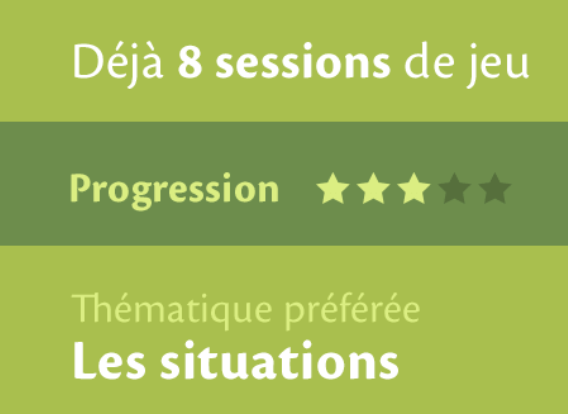 Déjà 8 sessions de jeu
Progression
Thématique préférée
Les situations